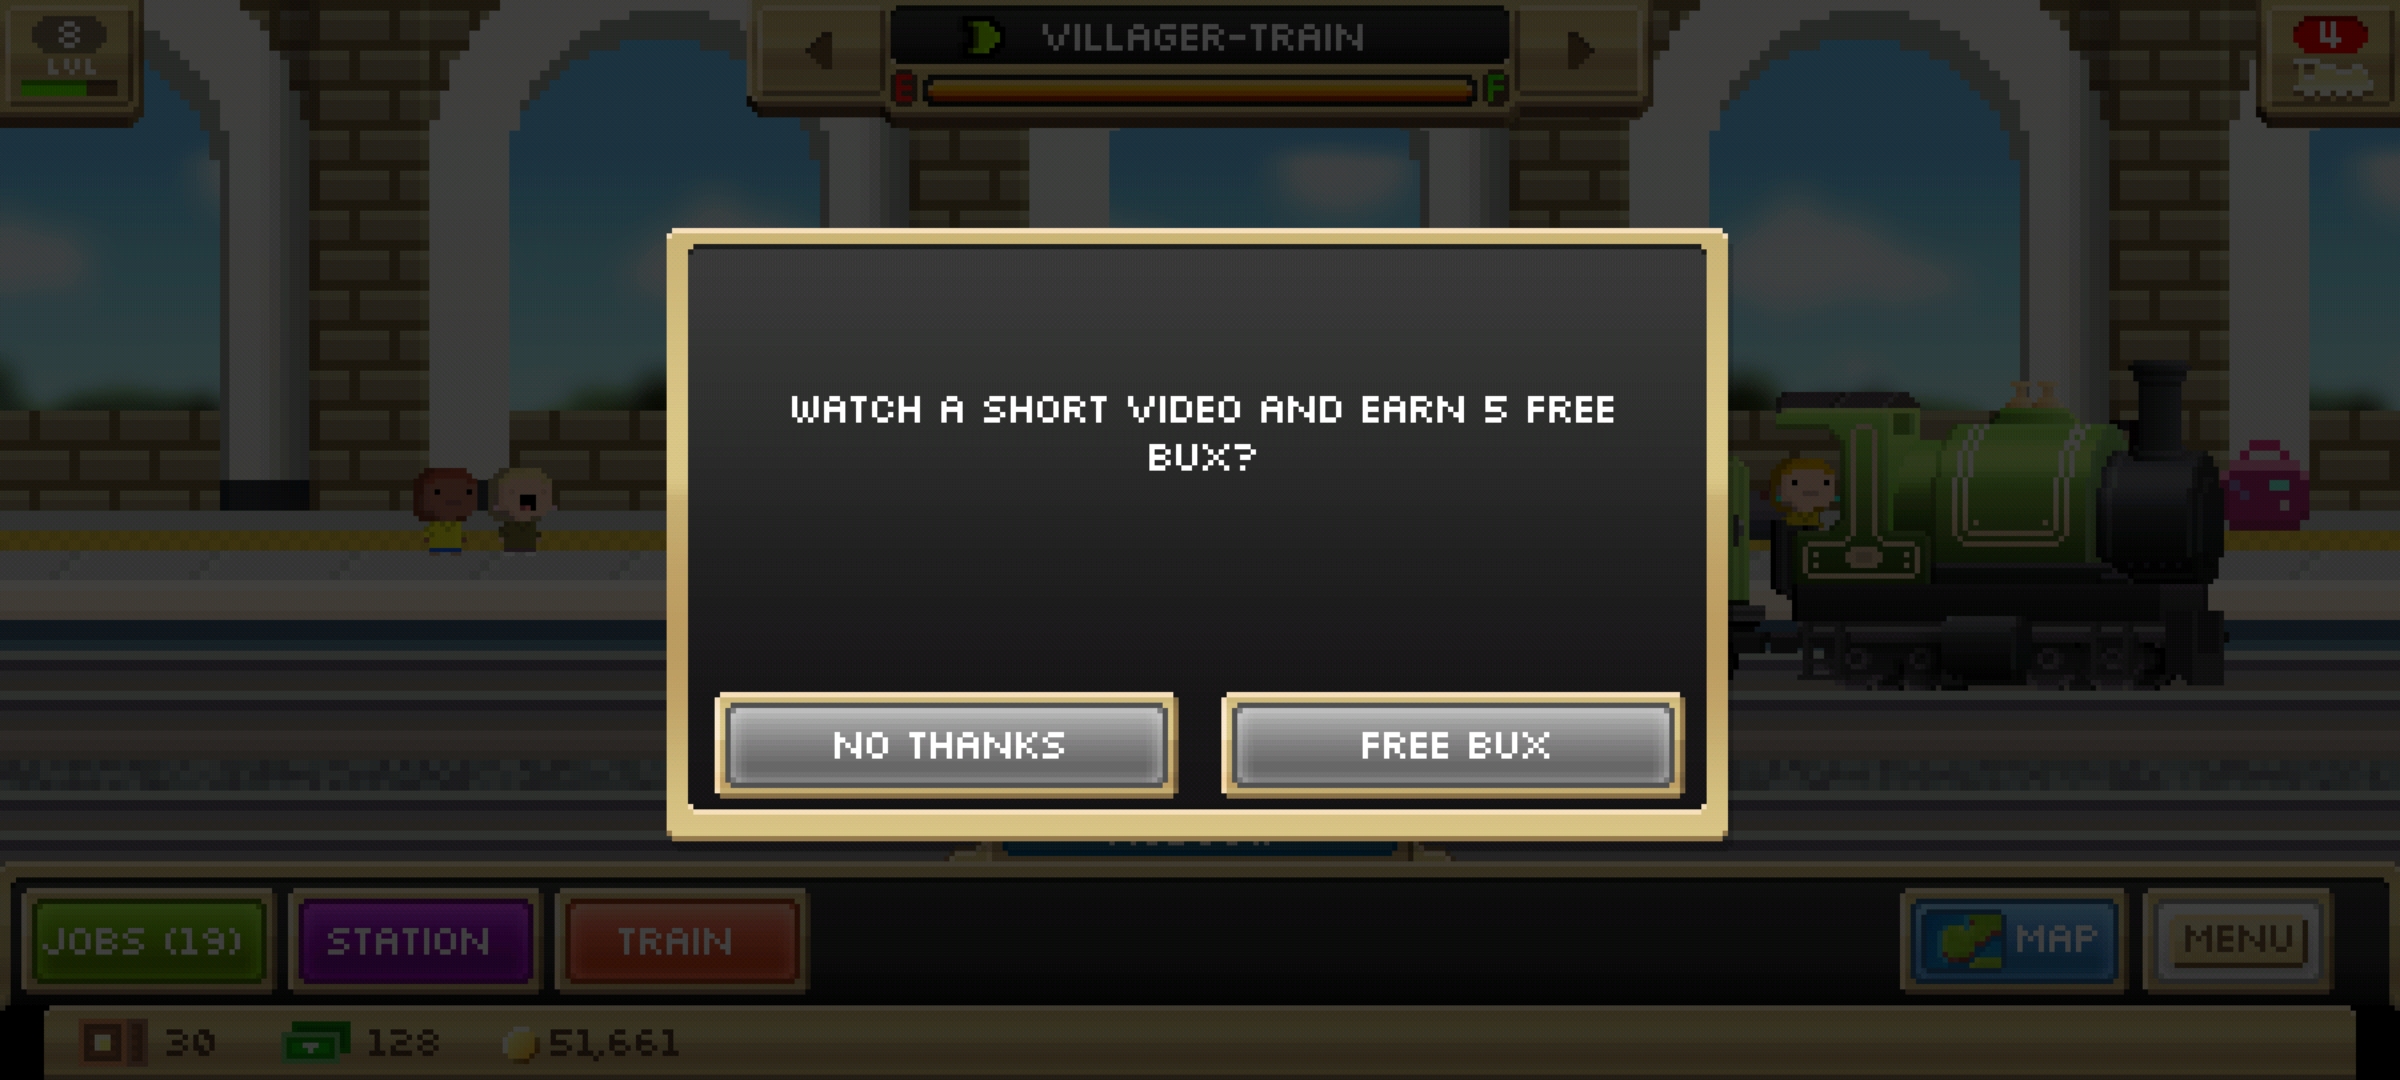 8
LVL
VILLAGER-TRAIN
E
F
4
WATCH A SHORT VIDEO AND EARN 5 FREE
BUX?
NO THANKS
FREE BUX
JOBS (19)
STATION
TRAIN
MAP
MENU
30
128
51,661